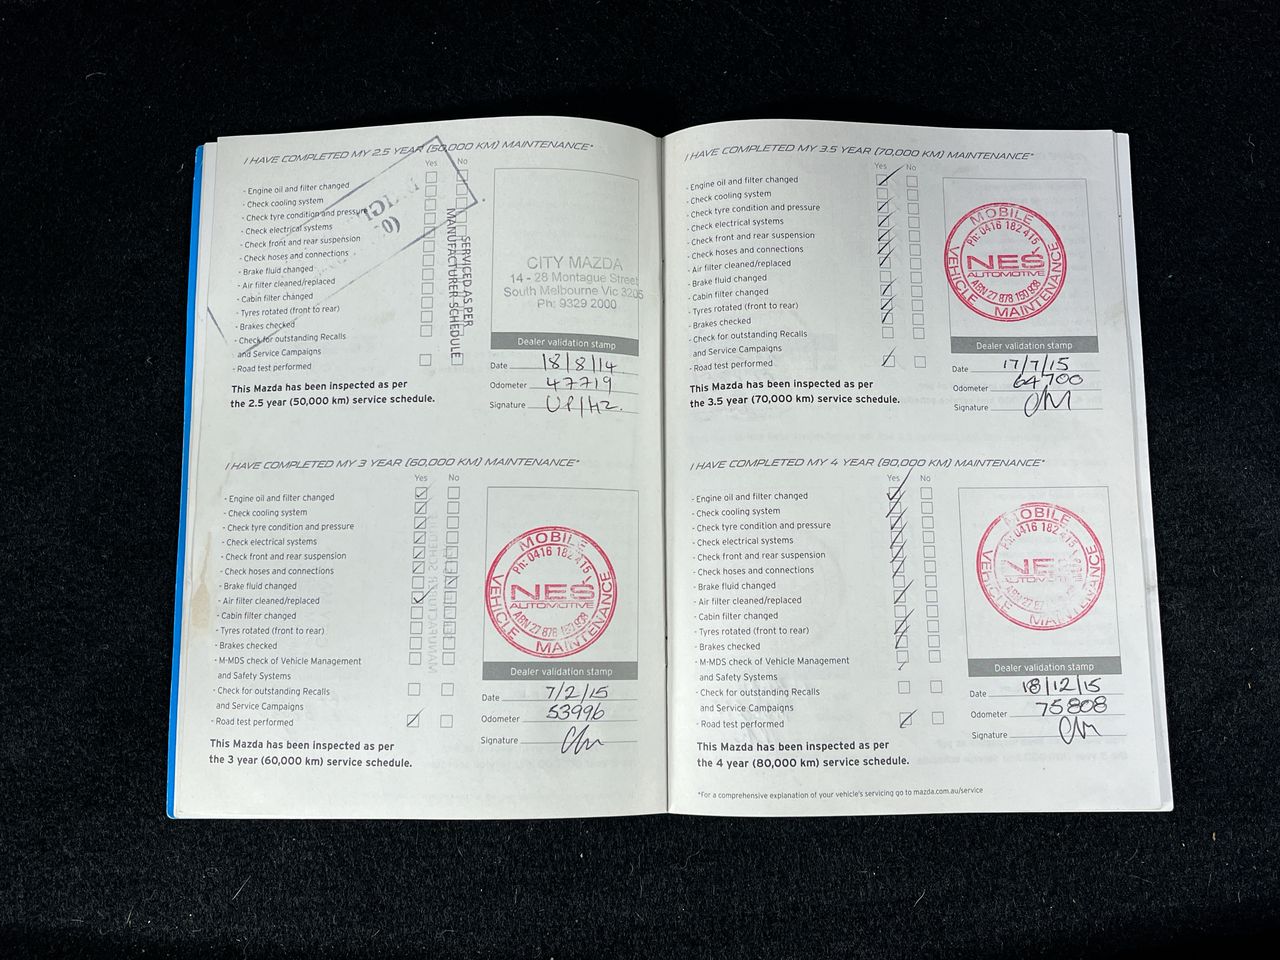 I HAVE COMPLETED MY 2.5 YEAR (50,000 KM) MAINTENANCE*
Yes No
- Engine oil and filter changed
- Check cooling system
- Check tyre condition and pressure
- Check electrical systems
- Check front and rear suspension
- Check hoses and connections
- Brake fluid changed
- Air filter cleaned/replaced
- Cabin filter changed
- Tyres rotated (front to rear)
- Brakes checked
- Check for outstanding Recalls
and Service Campaigns
- Road test performed
SERVICED AS PER
MANUFACTURER SCHEDULE
This Mazda has been inspected as per
the 2.5 year (50,000 km) service schedule.
CITY MAZDA
14 - 28 Montague Street
South Melbourne Vic 3205
Ph: 9329 2000
Dealer validation stamp
Date 18/8/14
Odometer 47719
Signature
I HAVE COMPLETED MY 3 YEAR (60,000 KM) MAINTENANCE*
Yes No
- Engine oil and filter changed
- Check cooling system
- Check tyre condition and pressure
- Check electrical systems
- Check front and rear suspension
- Check hoses and connections
- Brake fluid changed
- Air filter cleaned/replaced
- Cabin filter changed
- Tyres rotated (front to rear)
- Brakes checked
- M-MDS check of Vehicle Management
and Safety Systems
- Check for outstanding Recalls
and Service Campaigns
- Road test performed
This Mazda has been inspected as per
the 3 year (60,000 km) service schedule.
MOBILE
Ph: 0416 182 415
NES
AUTOMOTIVE
ABN 27 878 150 938
VEHICLE MAINTENANCE
Dealer validation stamp
Date 7/2/15
Odometer 53996
Signature
I HAVE COMPLETED MY 3.5 YEAR (70,000 KM) MAINTENANCE*
Yes No
- Engine oil and filter changed
- Check cooling system
- Check tyre condition and pressure
- Check electrical systems
- Check front and rear suspension
- Check hoses and connections
- Air filter cleaned/replaced
- Brake fluid changed
- Cabin filter changed
- Tyres rotated (front to rear)
- Brakes checked
- Check for outstanding Recalls
and Service Campaigns
- Road test performed
This Mazda has been inspected as per
the 3.5 year (70,000 km) service schedule.
MOBILE
Ph: 0416 182 415
NES
AUTOMOTIVE
ABN 27 878 150 938
VEHICLE MAINTENANCE
Dealer validation stamp
Date 17/7/15
Odometer 64700
Signature
I HAVE COMPLETED MY 4 YEAR (80,000 KM) MAINTENANCE*
Yes No
- Engine oil and filter changed
- Check cooling system
- Check tyre condition and pressure
- Check electrical systems
- Check front and rear suspension
- Check hoses and connections
- Brake fluid changed
- Air filter cleaned/replaced
- Cabin filter changed
- Tyres rotated (front to rear)
- Brakes checked
- M-MDS check of Vehicle Management
and Safety Systems
- Check for outstanding Recalls
and Service Campaigns
- Road test performed
This Mazda has been inspected as per
the 4 year (80,000 km) service schedule.
MOBILE
Ph: 0416 182 415
NES
AUTOMOTIVE
ABN 27 878
VEHICLE MAINTENANCE
Dealer validation stamp
Date 18/12/15
Odometer 75808
Signature
*For a comprehensive explanation of your vehicle's servicing go to mazda.com.au/service